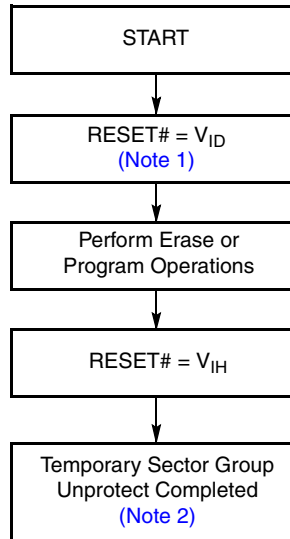 START
RESET# = VID
(Note 1)
Perform Erase or
Program Operations
RESET# = VIH
Temporary Sector Group
Unprotect Completed
(Note 2)